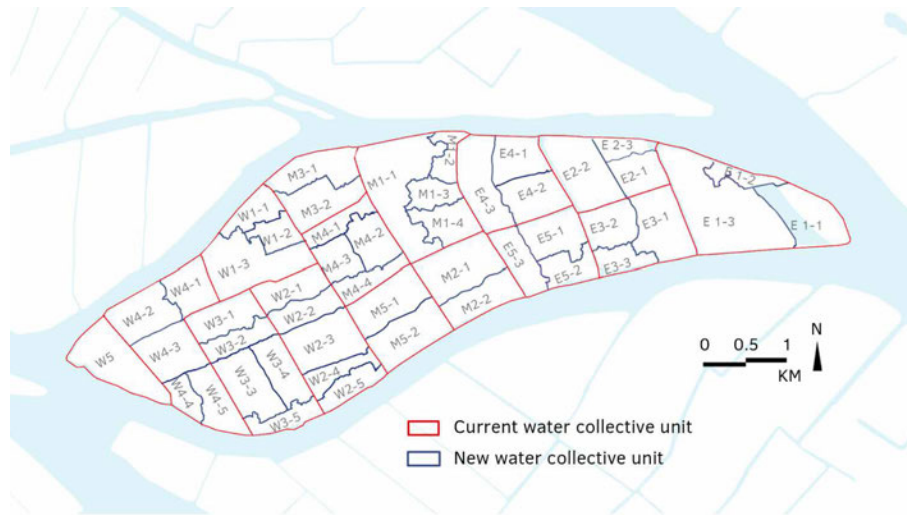 M1-2
E 2-3
E4-1
M3-1
M1-1
E2-2
E2-1
E 1-2
E4-2
M1-3
M3-2
E4-3
W1-1
M1-4
E 1-1
E 1-3
E3-1
E3-2
E5-1
M4-1
M4-2
W1-2
E5-3
W1-3
M4-3
M2-1
E3-3
E5-2
W4-1
M4-4
W2-1
W4-2
M5-1
M2-2
W3-1
W2-2
M5-2
W3-2
W2-3
W5
W4-3
W3-4
W3-3
W2-4
W4-4
W4-5
W2-5
W3-5
N
0 0.5 1
KM
Current water collective unit
New water collective unit